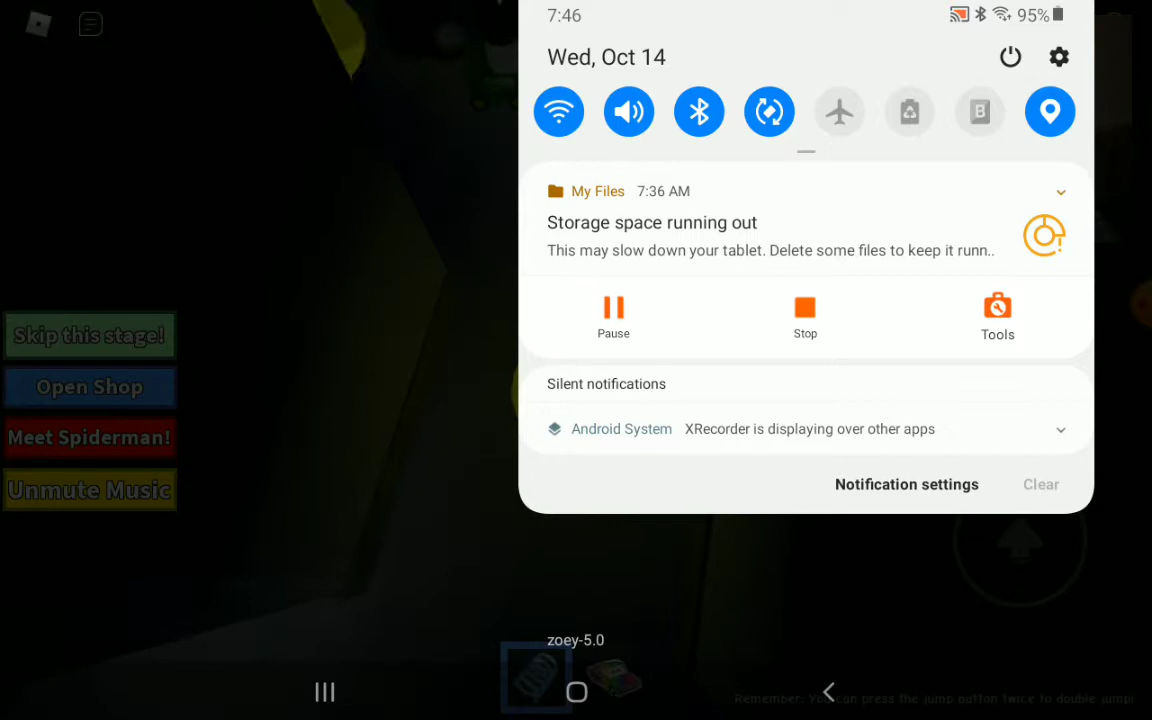 7:46
95%
Wed, Oct 14
B
My Files 7:36 AM
Storage space running out
This may slow down your tablet. Delete some files to keep it runn..
Pause
Stop
Tools
Silent notifications
Android System XRecorder is displaying over other apps
Notification settings
Clear
Skip this stage!
Open Shop
Meet Spiderman!
Unmute Music
zoey-5.0
Remember: You can press the jump button twice to double jump!